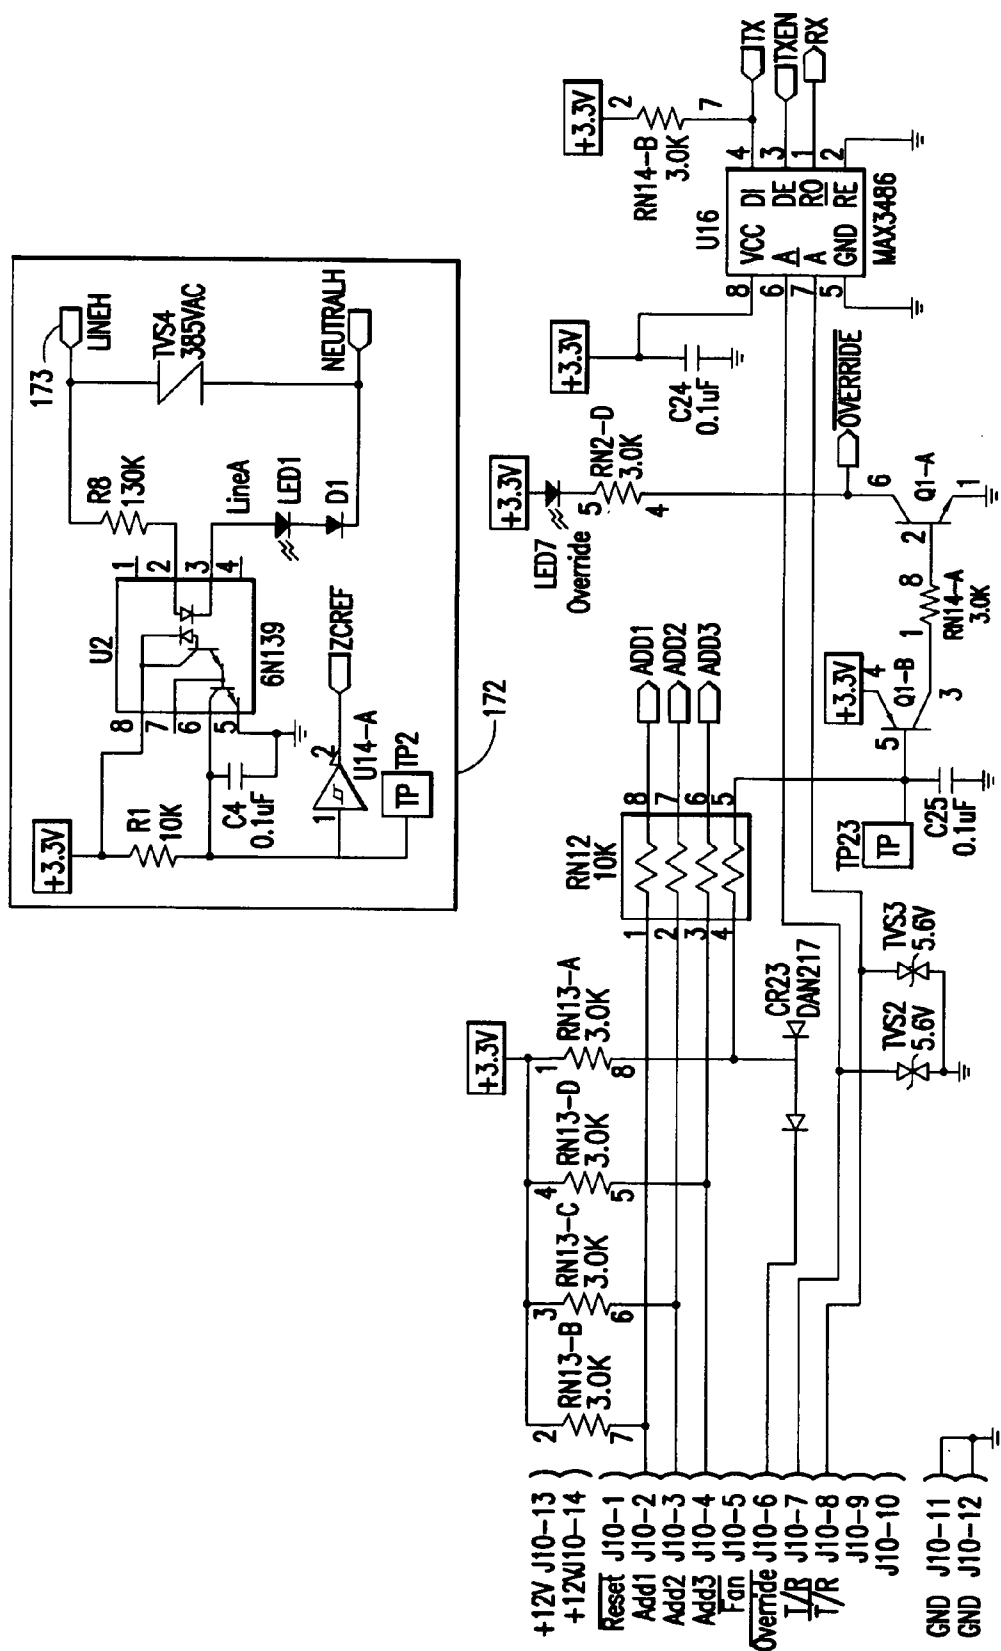 173
LINEH
TVS4
385VAC
NEUTRALH
R8
130K
LineA
LED1
D1
U2
6N139
1
2
3
4
8
7
6
5
+3.3V
R1
10K
C4
0.1uF
1
2
U14-A
ZCREF
TP
TP2
172
+3.3V
2
RN14-B
3.0K
7
TX
TXEN
RX
U16
4
3
1
2
VCC DI
A DE
A RO
GND RE
8
6
7
5
MAX3486
+3.3V
C24
0.1uF
OVERRIDE
+3.3V
LED7
Override
5
RN2-D
3.0K
4
6
Q1-A
2
1
8
RN14-A
3.0K
1
+3.3V
4
Q1-B
5
3
ADD1
ADD2
ADD3
RN12
10K
8
7
6
5
1
2
3
4
TP23
TP
C25
0.1uF
+3.3V
1
RN13-A
3.0K
8
4
RN13-D
3.0K
5
3
RN13-C
3.0K
6
2
RN13-B
3.0K
7
CR23
DAN217
TVS3
5.6V
TVS2
5.6V
+12V J10-13
+12V J10-14
Reset J10-1
Add1 J10-2
Add2 J10-3
Add3 J10-4
Fan J10-5
Override J10-6
T/R J10-7
T/R J10-8
J10-9
J10-10
GND J10-11
GND J10-12